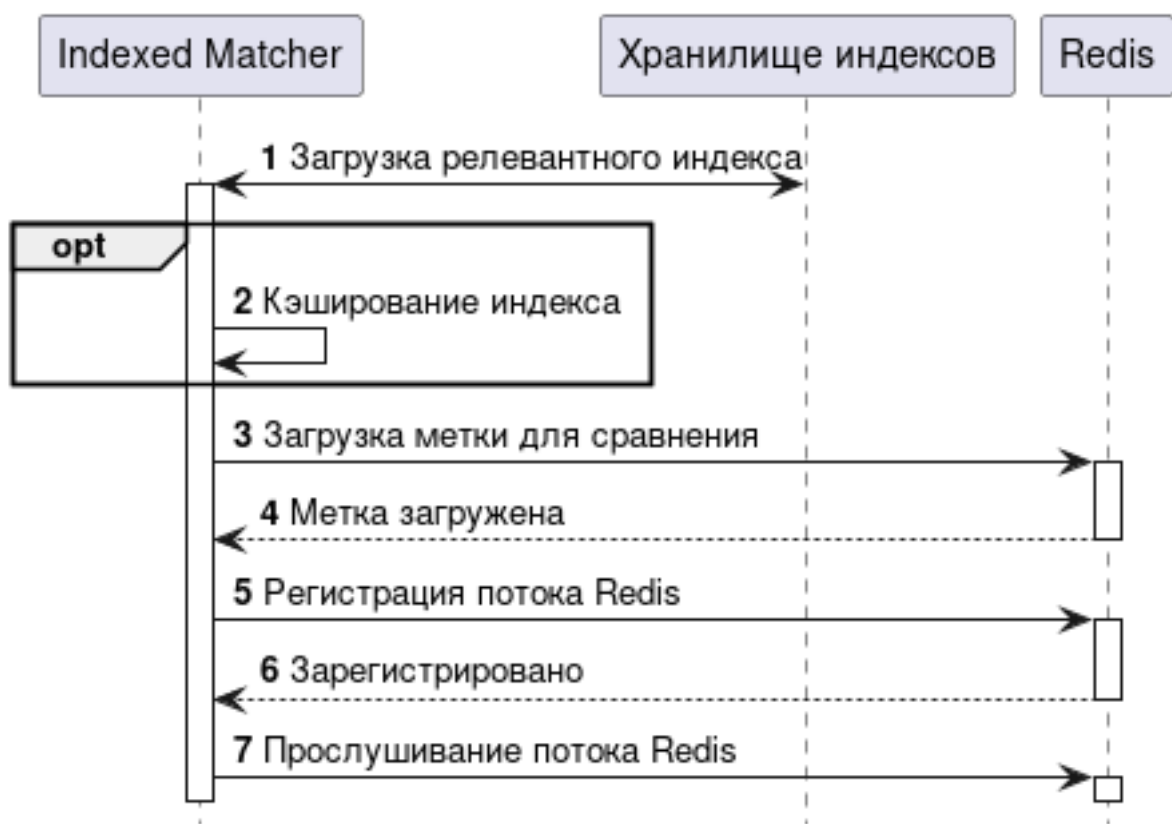 Indexed Matcher
Хранилище индексов
Redis
1 Загрузка релевантного индекса
opt
2 Кэширование индекса
3 Загрузка метки для сравнения
4 Метка загружена
5 Регистрация потока Redis
6 Зарегистрировано
7 Прослушивание потока Redis